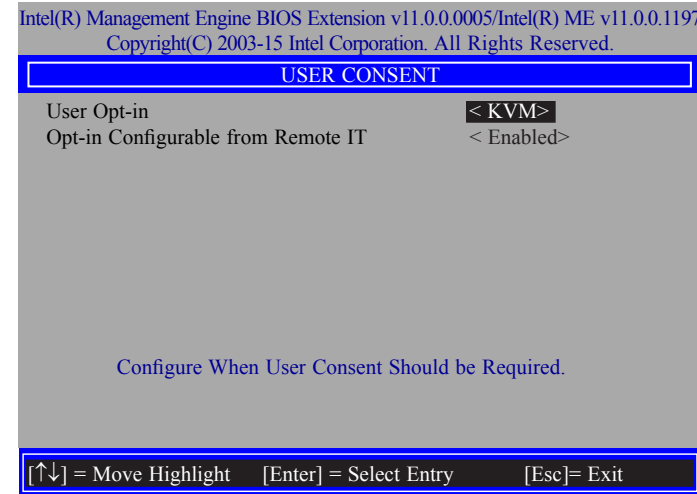 Intel(R) Management Engine BIOS Extension v11.0.0.0005/Intel(R) ME v11.0.0.1197
Copyright(C) 2003-15 Intel Corporation. All Rights Reserved.
USER CONSENT
User Opt-in < KVM>
Opt-in Configurable from Remote IT < Enabled>
Configure When User Consent Should be Required.
[↑↓] = Move Highlight [Enter] = Select Entry [Esc]= Exit